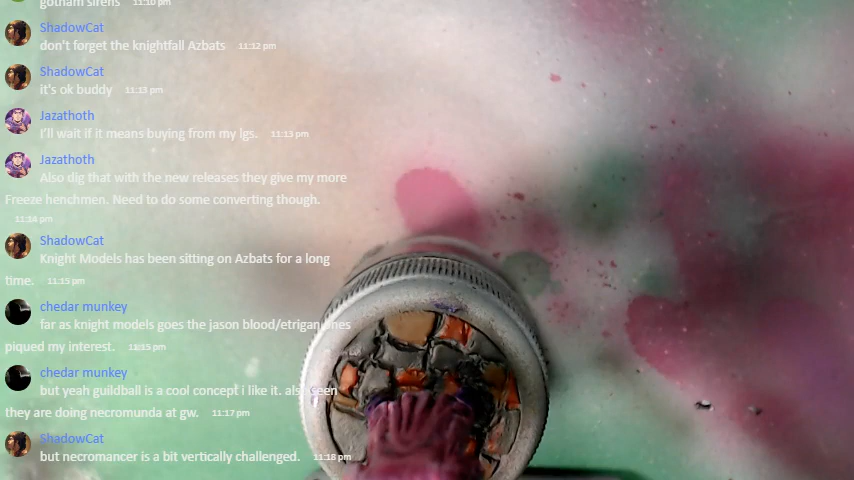 gotham sirens 11:10 pm
ShadowCat
don't forget the knightfall Azbats 11:12 pm
ShadowCat
it's ok buddy 11:13 pm
Jazathoth
I'll wait if it means buying from my lgs. 11:13 pm
Jazathoth
Also dig that with the new releases they give my more
Freeze henchmen. Need to do some converting though.
11:14 pm
ShadowCat
Knight Models has been sitting on Azbats for a long
time. 11:15 pm
chedar munkey
far as knight models goes the jason blood/etrigan ones
piqued my interest. 11:15 pm
chedar munkey
but yeah guildball is a cool concept i like it. also seen
they are doing necromunda at gw. 11:17 pm
ShadowCat
but necromancer is a bit vertically challenged. 11:18 pm